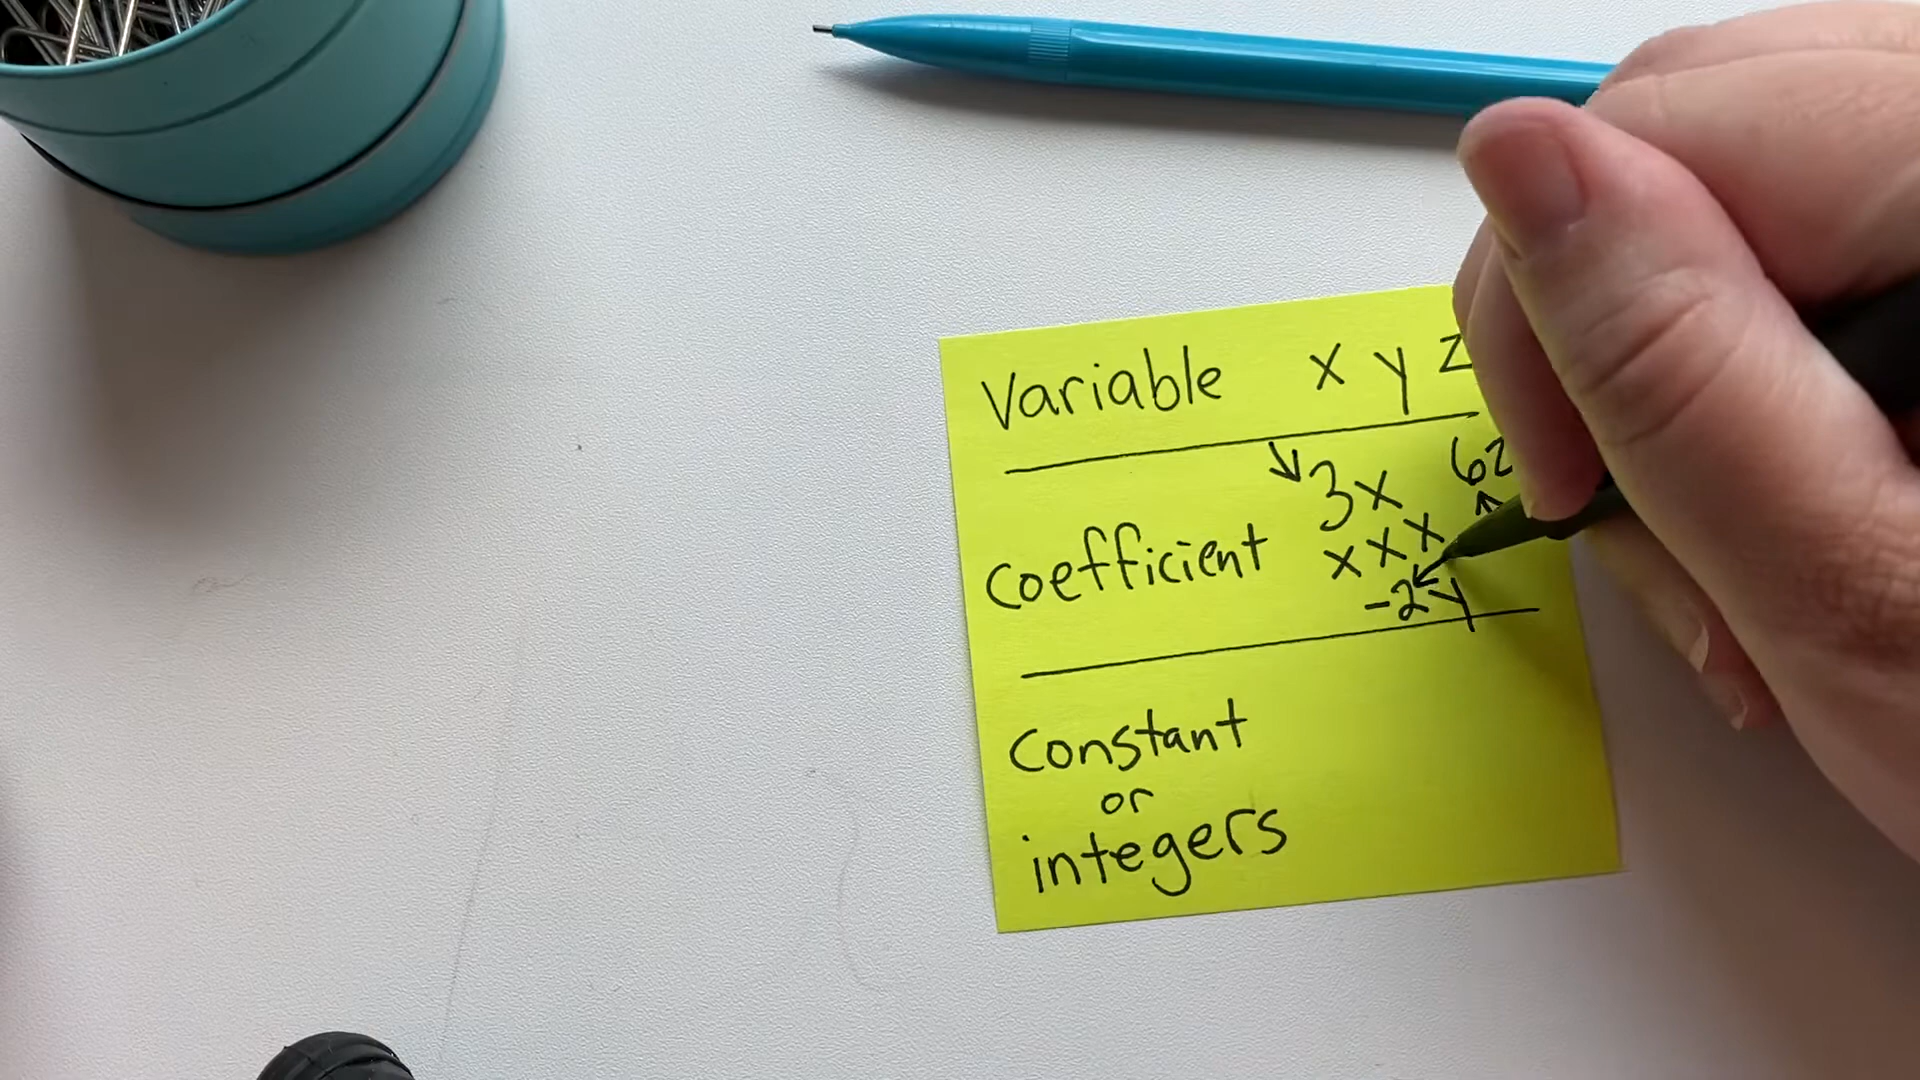 Variable x y z
3x 6z
coefficient x x x
-2y
Constant
or
integers